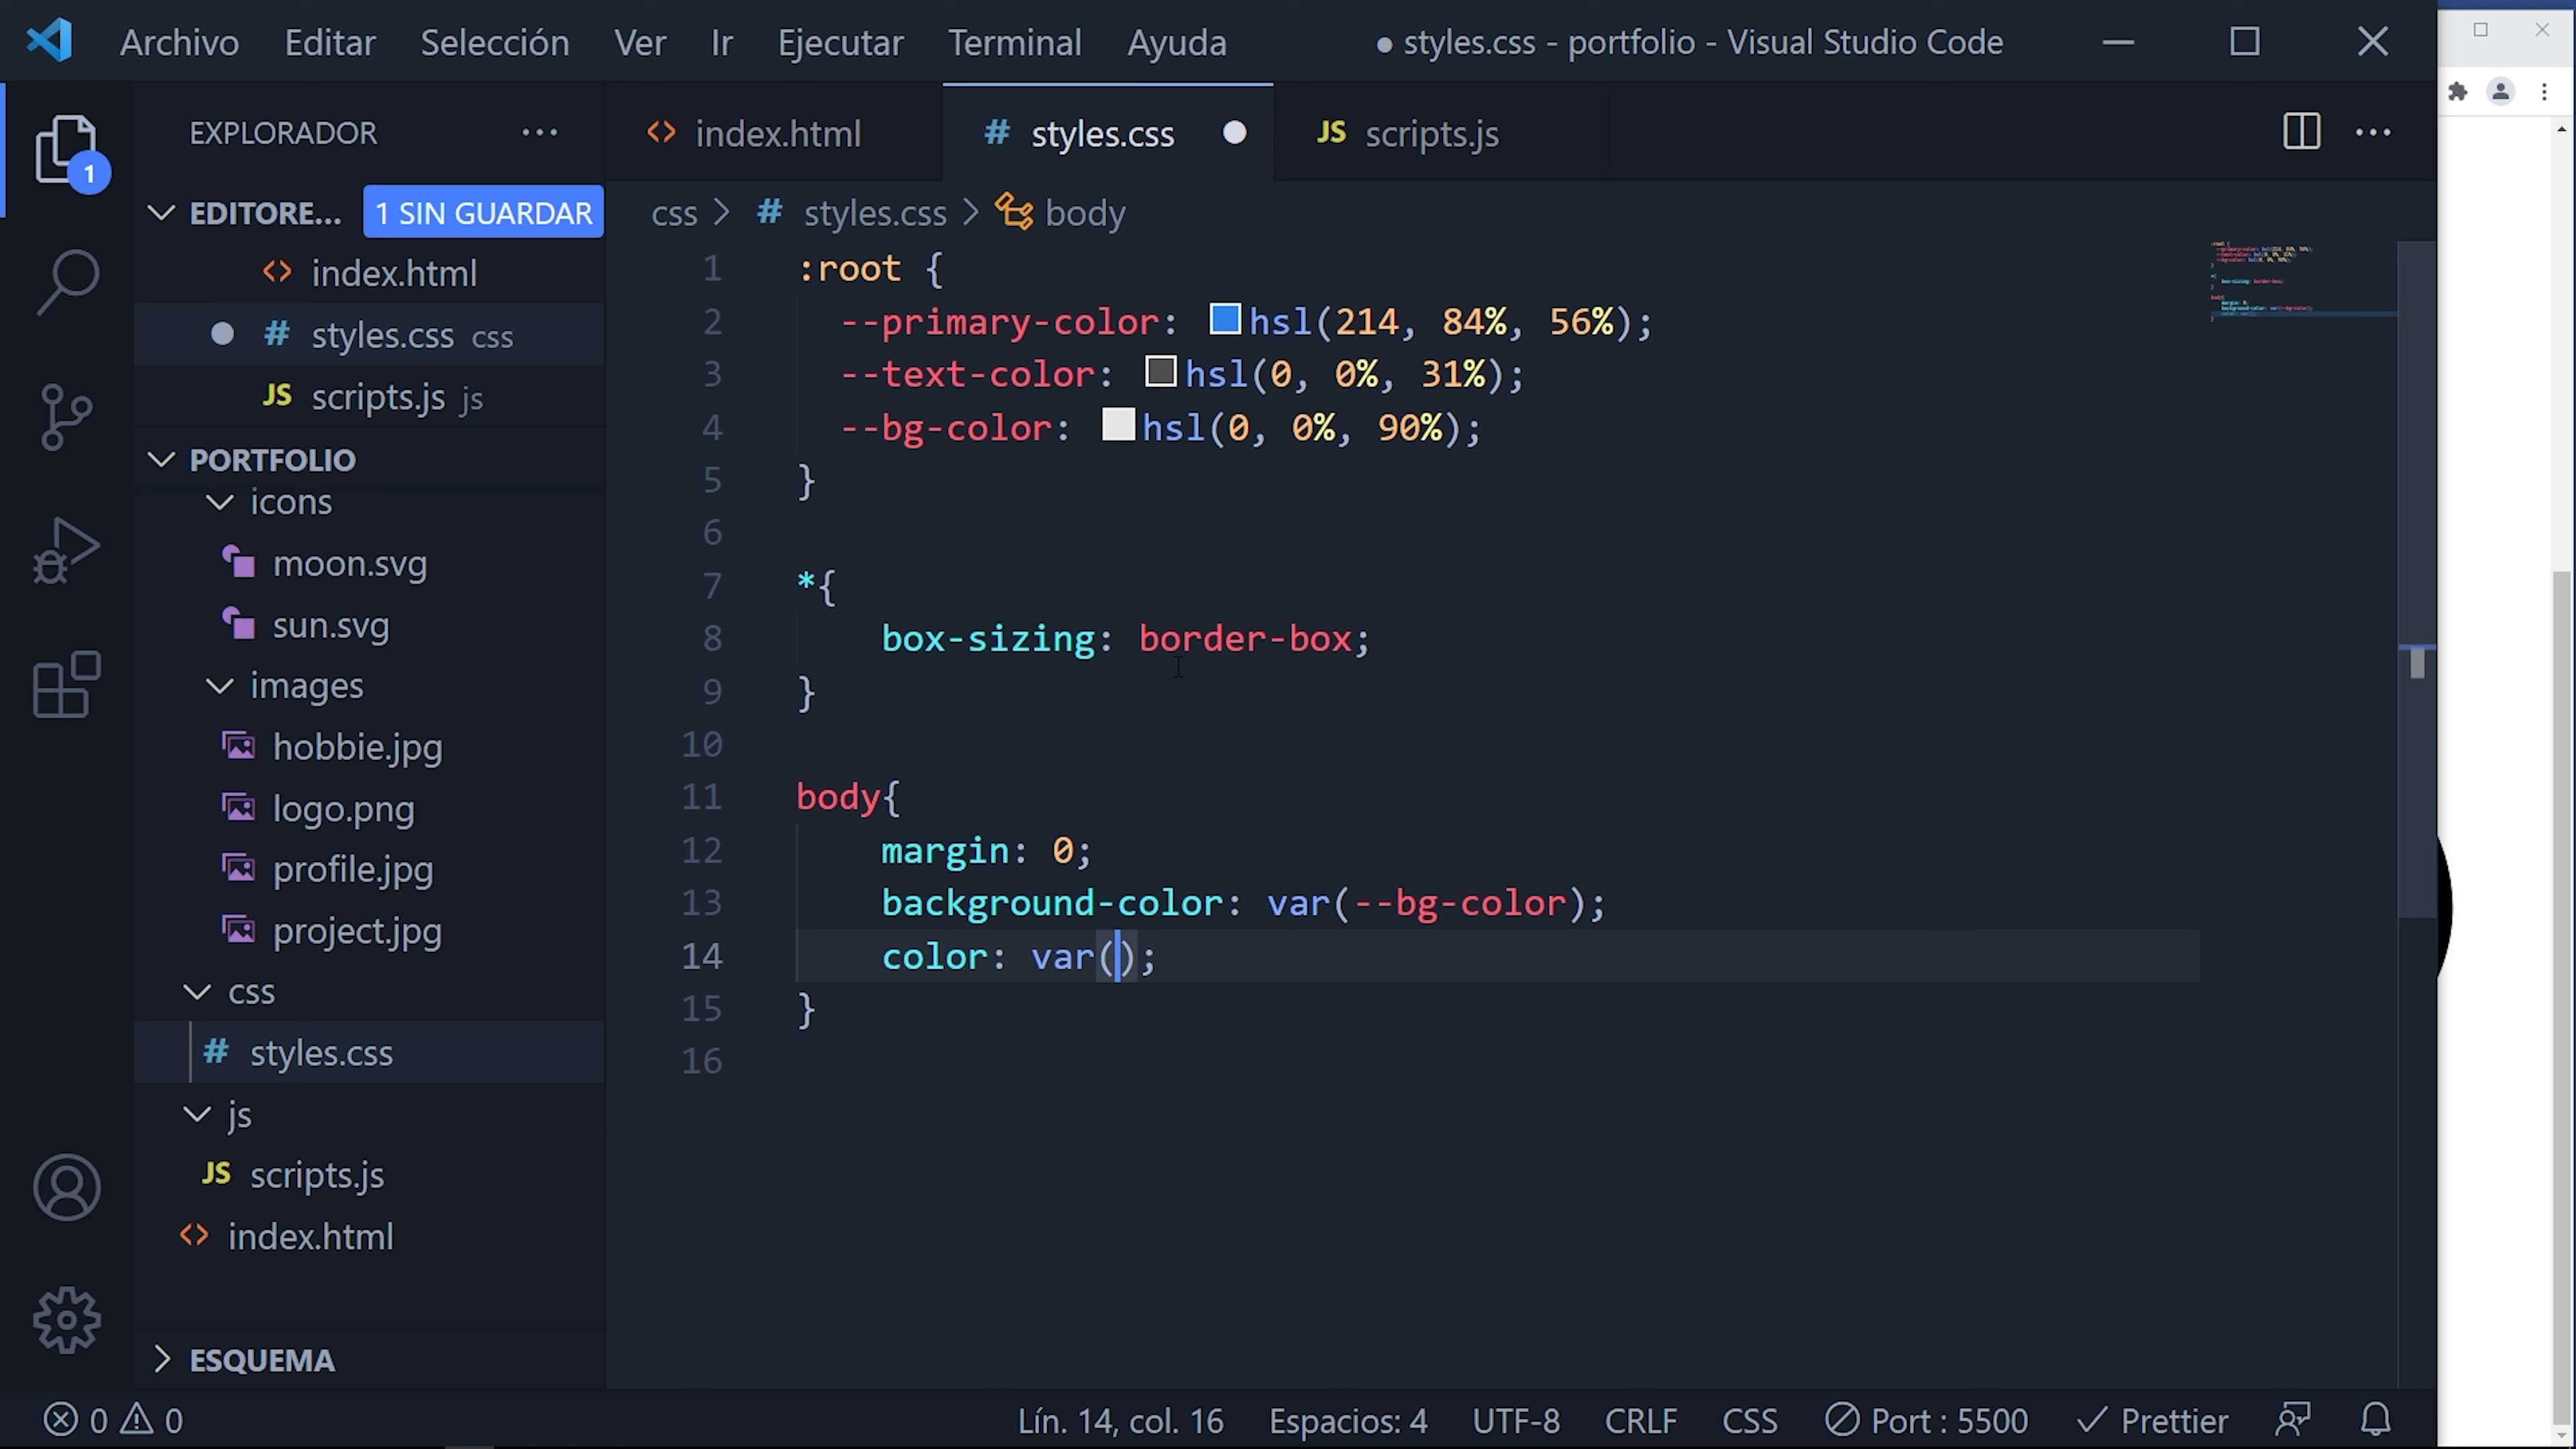 Archivo Editar Selección Ver Ir Ejecutar Terminal Ayuda ● styles.css - portfolio - Visual Studio Code
EXPLORADOR
EDITORE... 1 SIN GUARDAR
<> index.html
# styles.css css
JS scripts.js js
PORTFOLIO
icons
moon.svg
sun.svg
images
hobbie.jpg
logo.png
profile.jpg
project.jpg
css
# styles.css
js
JS scripts.js
<> index.html
ESQUEMA
1
<> index.html # styles.css JS scripts.js
css > # styles.css > body
1 :root {
2 --primary-color: hsl(214, 84%, 56%);
3 --text-color: hsl(0, 0%, 31%);
4 --bg-color: hsl(0, 0%, 90%);
5 }
6
7 *{
8 box-sizing: border-box;
9 }
10
11 body{
12 margin: 0;
13 background-color: var(--bg-color);
14 color: var();
15 }
16
0 0 Lín. 14, col. 16 Espacios: 4 UTF-8 CRLF CSS Port : 5500 Prettier